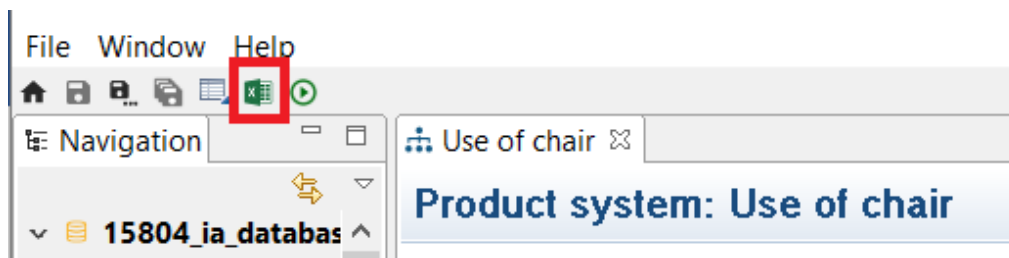 File Window Help
Navigation
Use of chair
Product system: Use of chair
15804_ia_databas